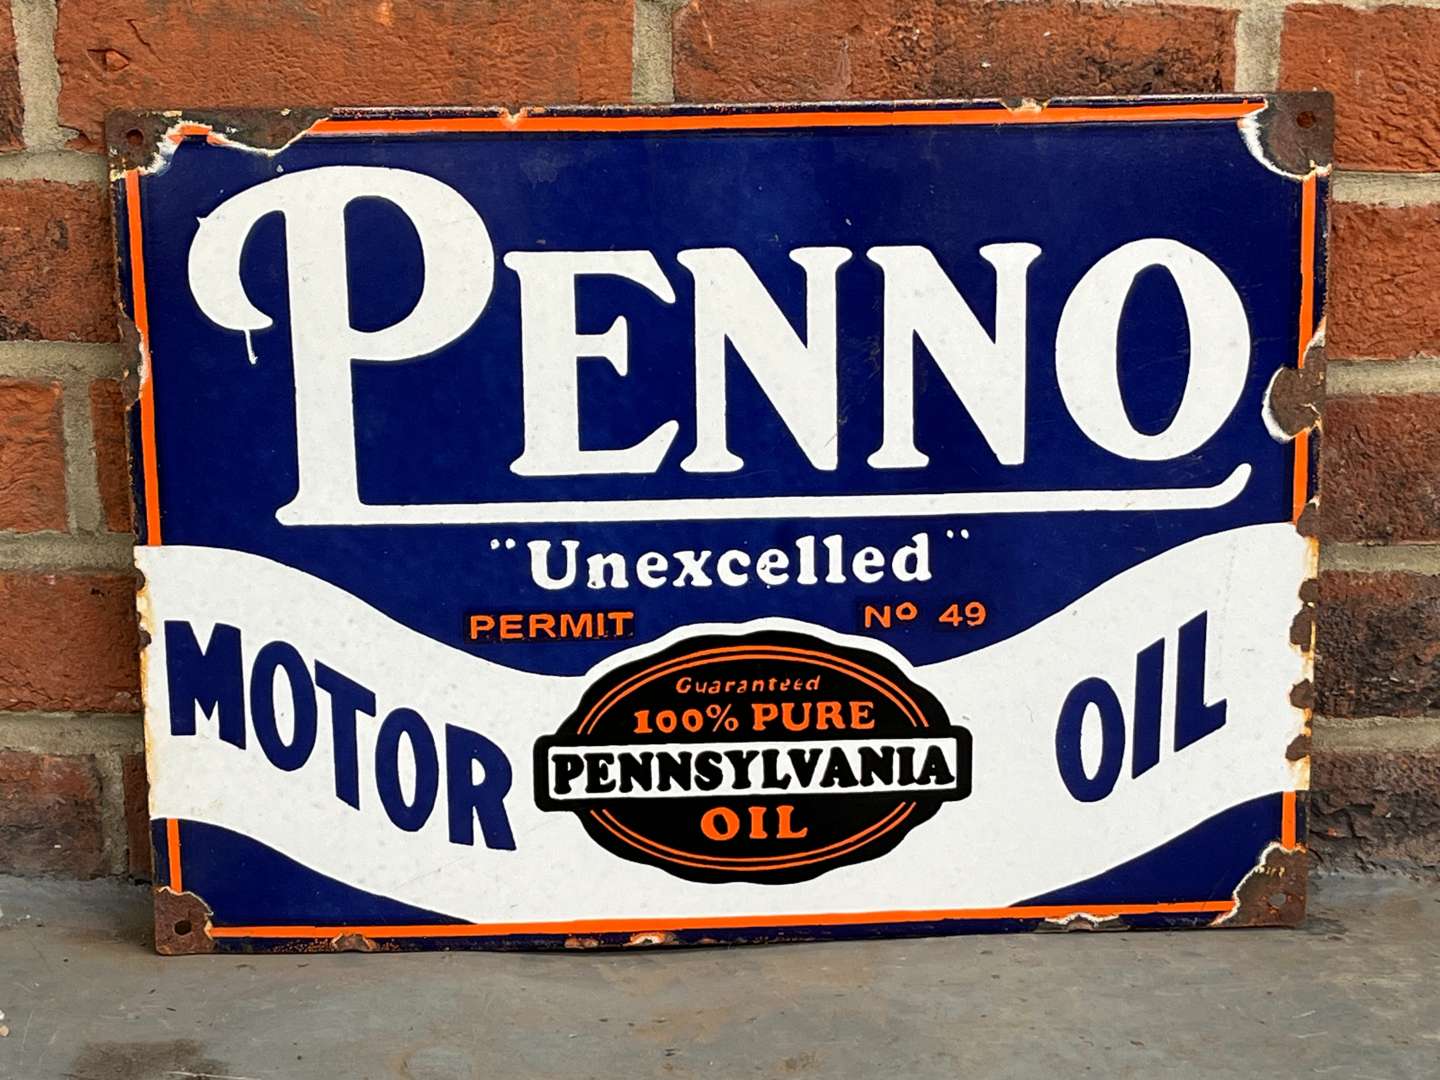 PENNO
"Unexcelled"
PERMIT Nº 49
MOTOR OIL
Guaranteed
100% PURE
PENNSYLVANIA
OIL